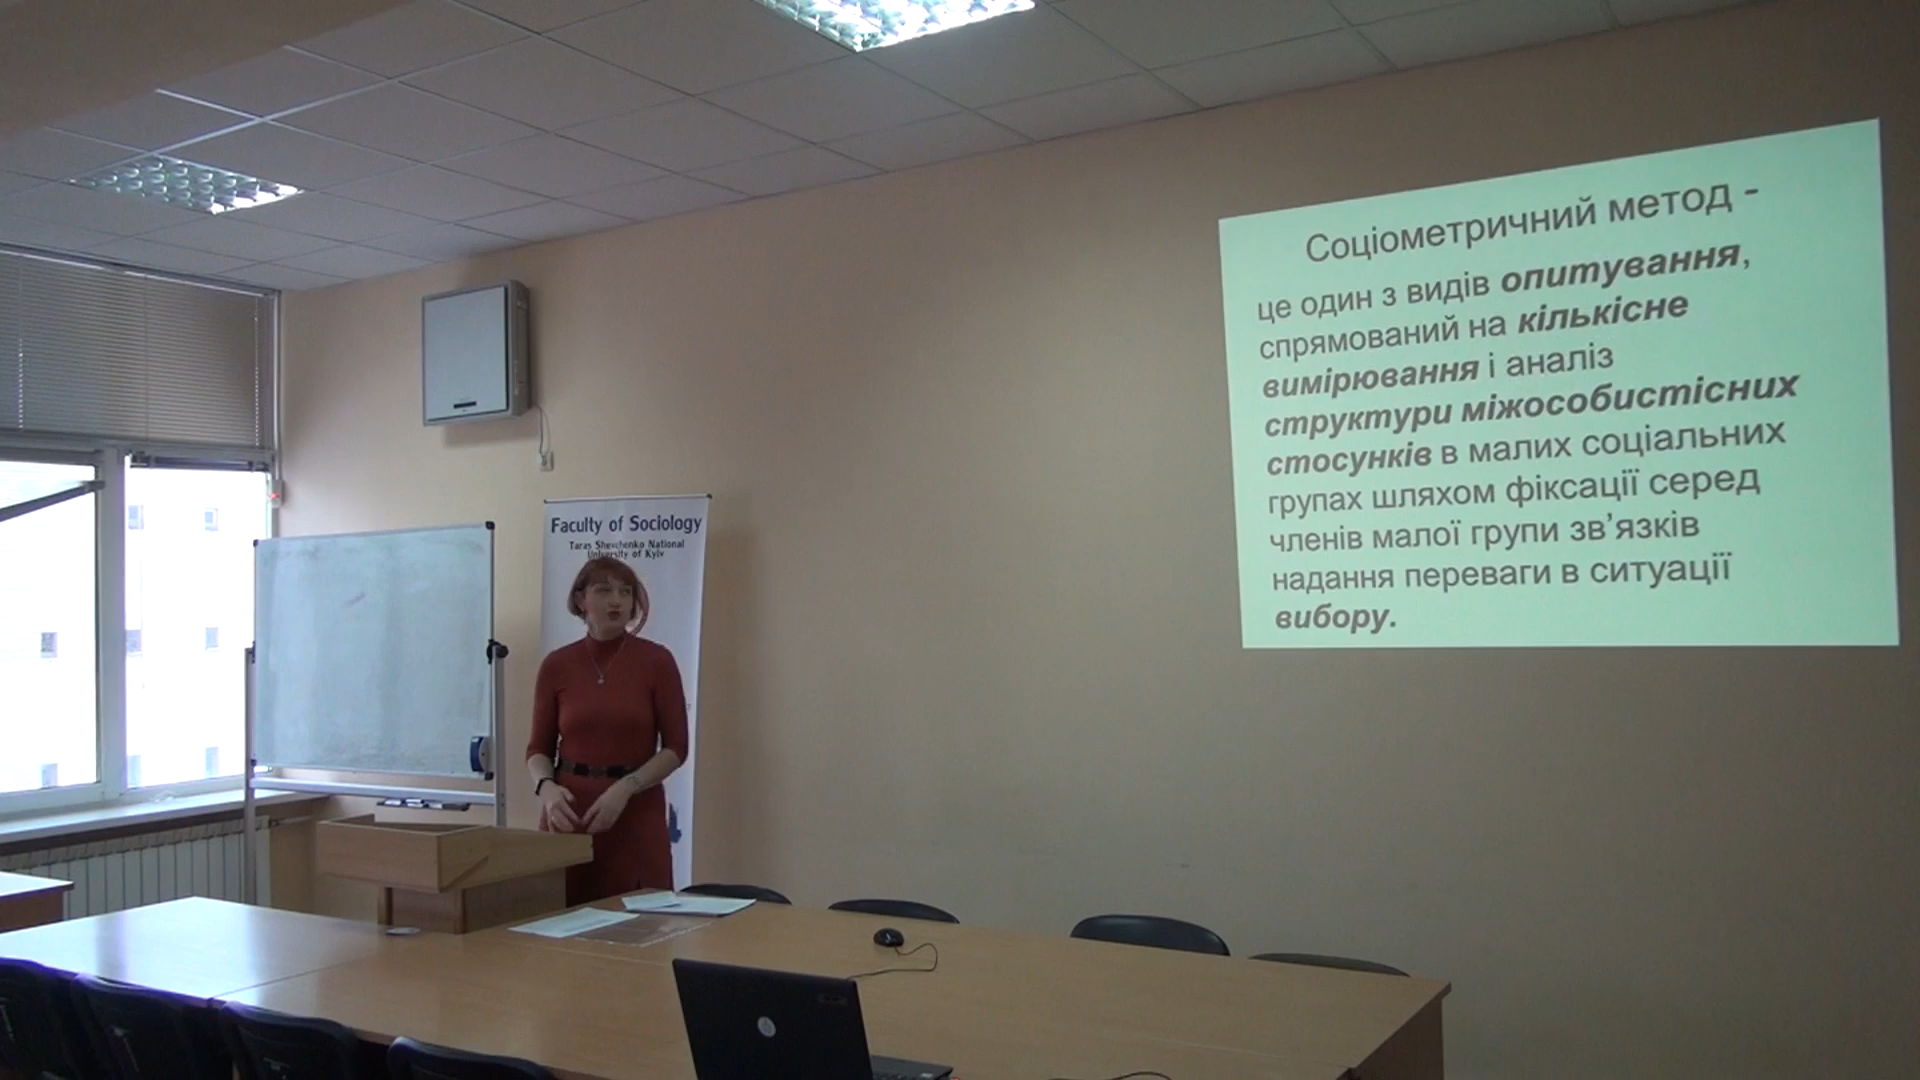 Соціометричний метод -
це один з видів опитування,
спрямований на кількісне
вимірювання і аналіз
структури міжособистісних
стосунків в малих соціальних
групах шляхом фіксації серед
членів малої групи зв’язків
надання переваги в ситуації
вибору.
Faculty of Sociology
Taras Shevchenko National
University of Kyiv